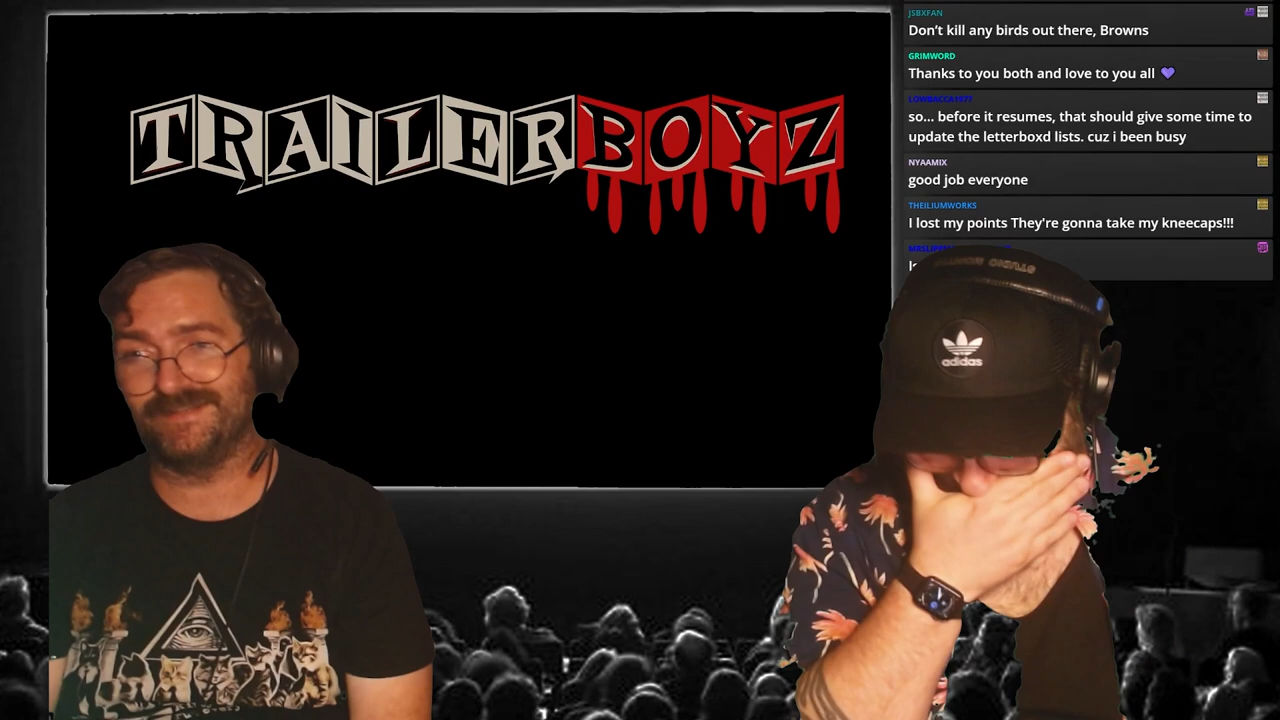 TRAILERBOYZ
JSBXFAN
Don't kill any birds out there, Browns
GRIMWORD
Thanks to you both and love to you all
LOWBACCA1977
so... before it resumes, that should give some time to
update the letterboxd lists. cuz i been busy
NYAAMIX
good job everyone
THEILIUMWORKS
I lost my points They're gonna take my kneecaps!!!
adidas